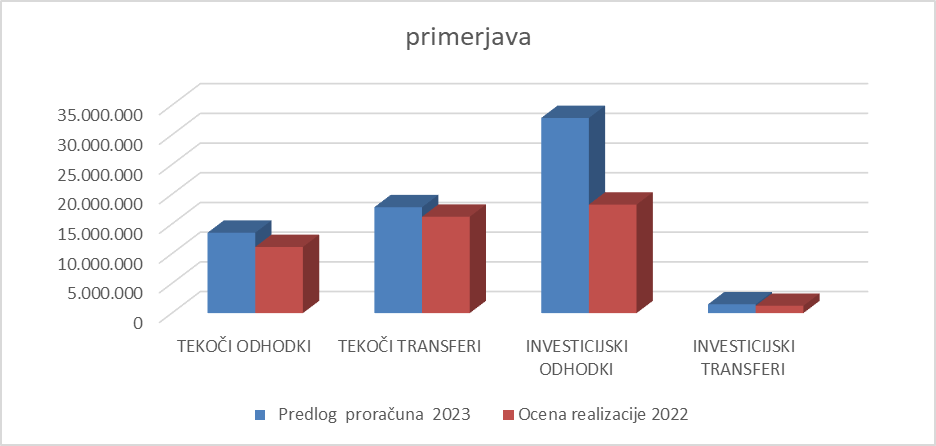 primerjava
35.000.000
30.000.000
25.000.000
20.000.000
15.000.000
10.000.000
5.000.000
0
TEKOČI ODHODKI
TEKOČI TRANSFERI
INVESTICIJSKI
ODHODKI
INVESTICIJSKI
TRANSFERI
Predlog proračuna 2023
Ocena realizacije 2022